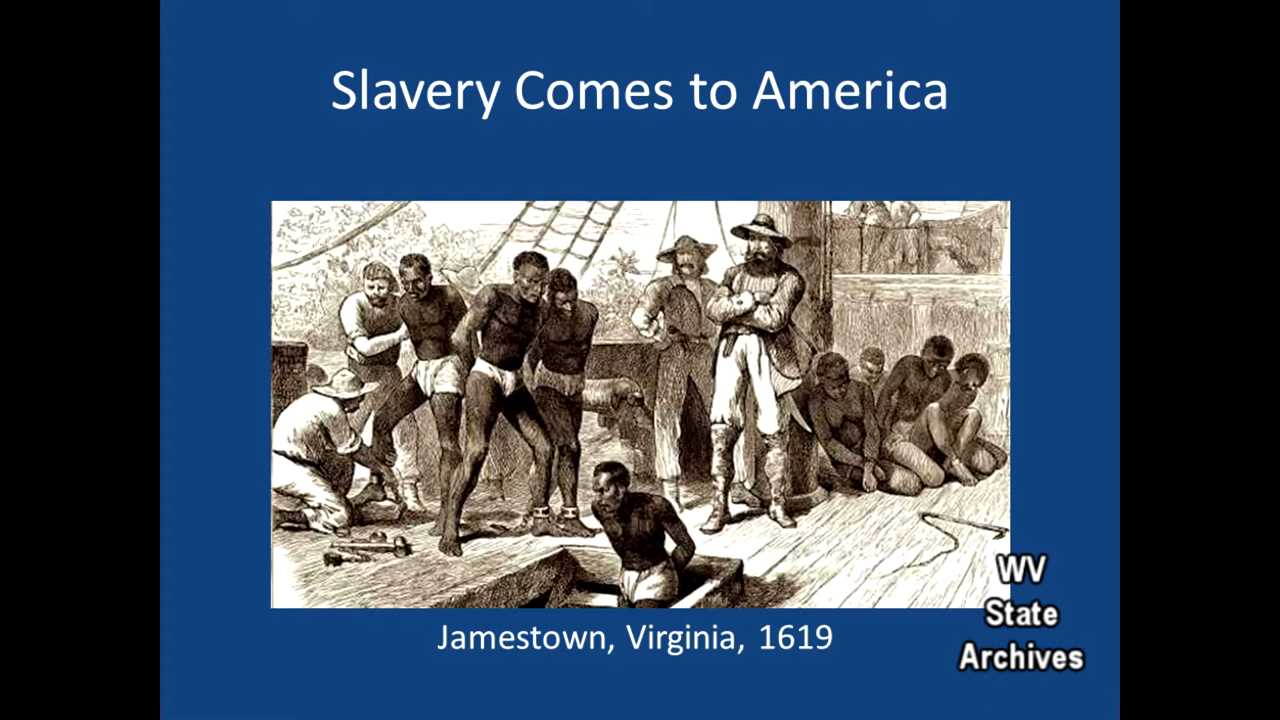 Slavery Comes to America
Jamestown, Virginia, 1619
WV
State
Archives